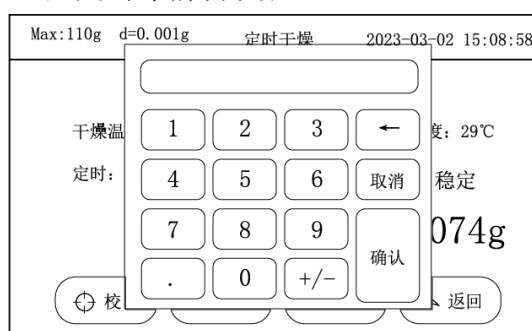 Max:110g d=0.001g 定时干燥 2023-03-02 15:08:58
1 2 3 ←
干燥温 度: 29℃
定时:
4 5 6 取消 稳定
7 8 9
074g
确认
. 0 +/-
校 返回